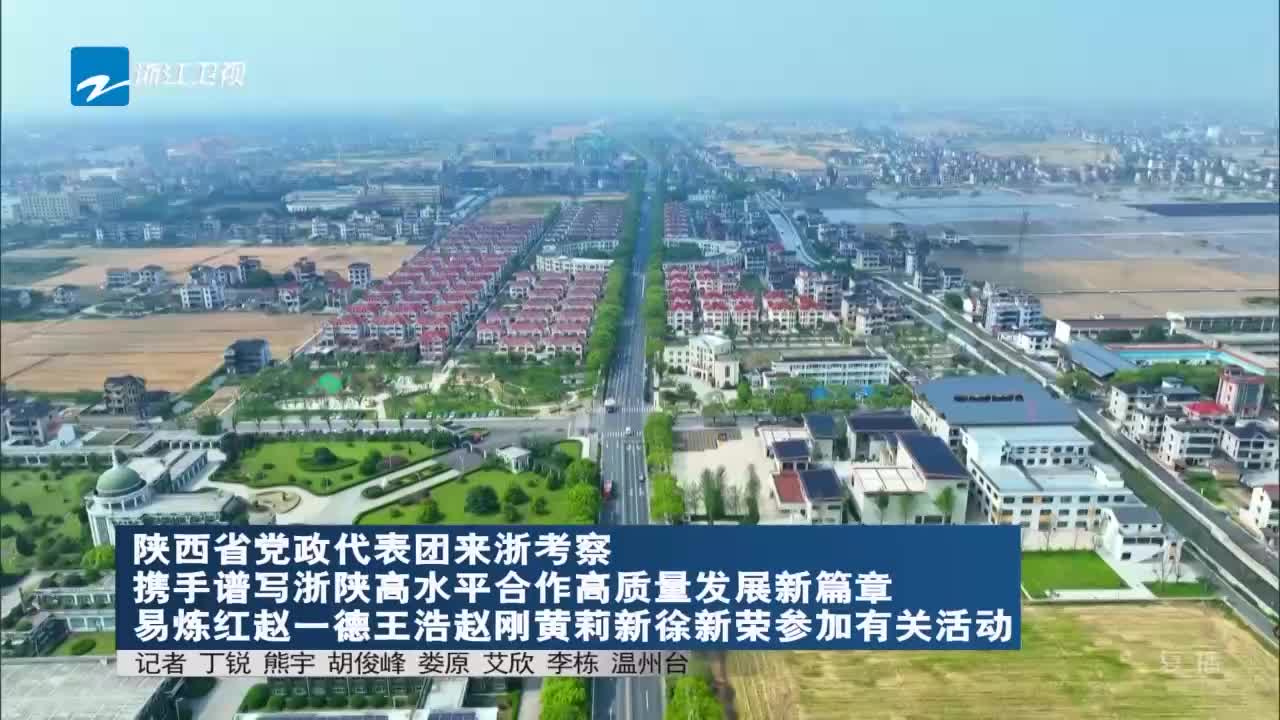 浙江卫视
陕西省党政代表团来浙考察
携手谱写浙陕高水平合作高质量发展新篇章
易炼红赵一德王浩赵刚黄莉新徐新荣参加有关活动
记者 丁锐 熊宇 胡俊峰 娄原 艾欣 李栋 温州台
复播